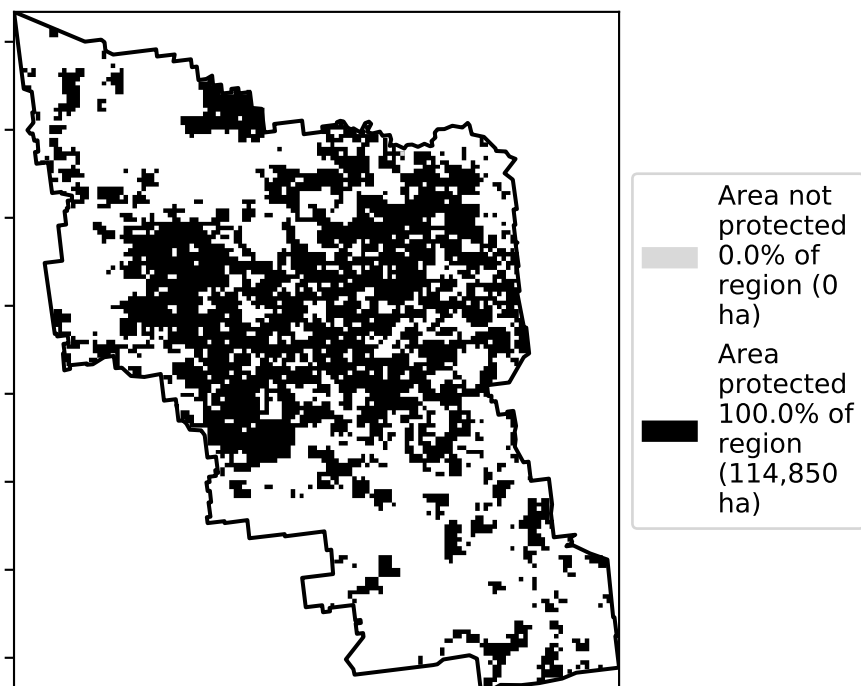 Area not
protected
0.0% of
region (0
ha)
Area
protected
100.0% of
region
(114,850
ha)